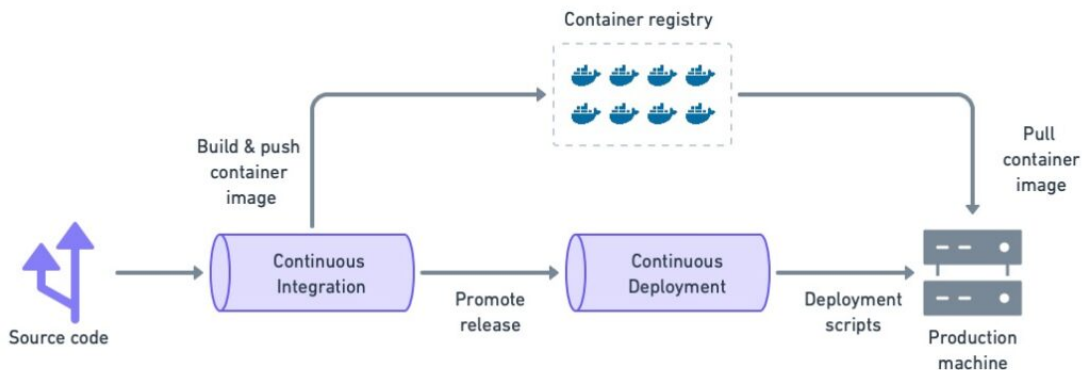 Container registry
Build & push
container
image
Pull
container
image
Continuous
Integration
Continuous
Deployment
Source code
Promote
release
Deployment
scripts
Production
machine